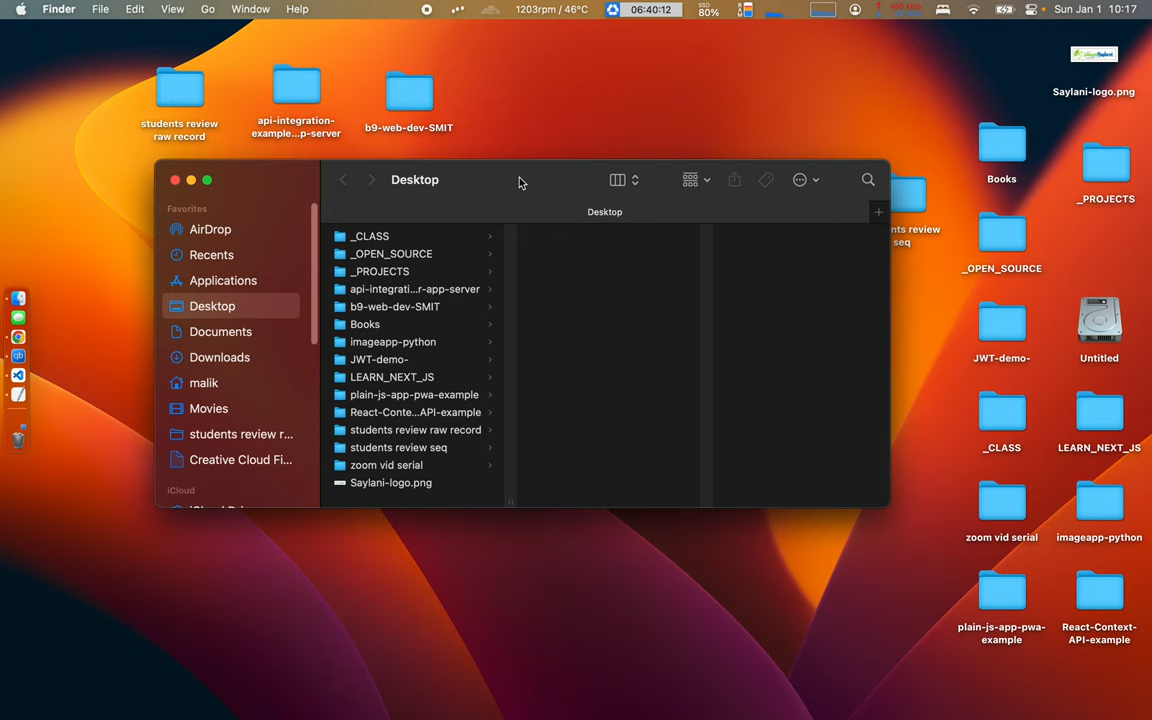 Finder File Edit View Go Window Help 1203rpm / 46°C 06:40:12 SSD 80% Sun Jan 1 10:17
students review
raw record
api-integration-
example...p-server
b9-web-dev-SMIT
Saylani-logo.png
Books
_PROJECTS
nts review
seq
_OPEN_SOURCE
JWT-demo-
Untitled
_CLASS
LEARN_NEXT_JS
zoom vid serial
imageapp-python
plain-js-app-pwa-
example
React-Context-
API-example
Desktop
Desktop
Favorites
AirDrop
Recents
Applications
Desktop
Documents
Downloads
malik
Movies
students review r...
Creative Cloud Fi...
iCloud
_CLASS
_OPEN_SOURCE
_PROJECTS
api-integrati...r-app-server
b9-web-dev-SMIT
Books
imageapp-python
JWT-demo-
LEARN_NEXT_JS
plain-js-app-pwa-example
React-Conte...API-example
students review raw record
students review seq
zoom vid serial
Saylani-logo.png
qb